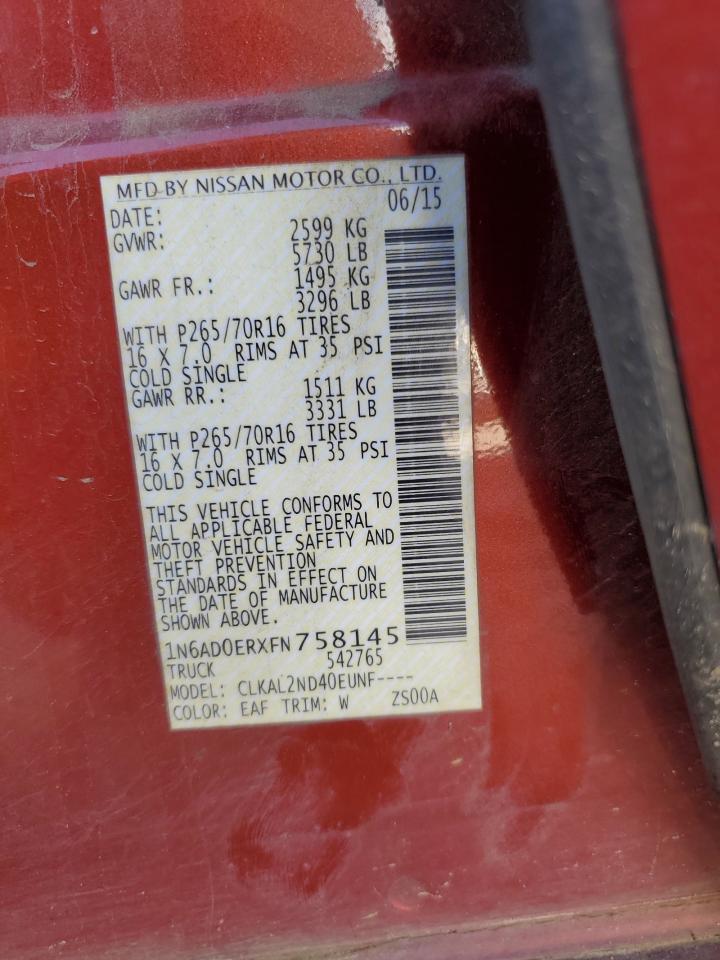 MFD BY NISSAN MOTOR CO., LTD.
DATE: 06/15
GVWR: 2599 KG
5730 LB
GAWR FR.: 1495 KG
3296 LB
WITH P265/70R16 TIRES
16 X 7.0 RIMS AT 35 PSI
COLD SINGLE
GAWR RR.: 1511 KG
3331 LB
WITH P265/70R16 TIRES
16 X 7.0 RIMS AT 35 PSI
COLD SINGLE
THIS VEHICLE CONFORMS TO
ALL APPLICABLE FEDERAL
MOTOR VEHICLE SAFETY AND
THEFT PREVENTION
STANDARDS IN EFFECT ON
THE DATE OF MANUFACTURE
SHOWN ABOVE.
1N6AD0ERXFN758145
TRUCK 542765
MODEL: CLKAL2ND40EUNF----
COLOR: EAF TRIM: W ZS00A